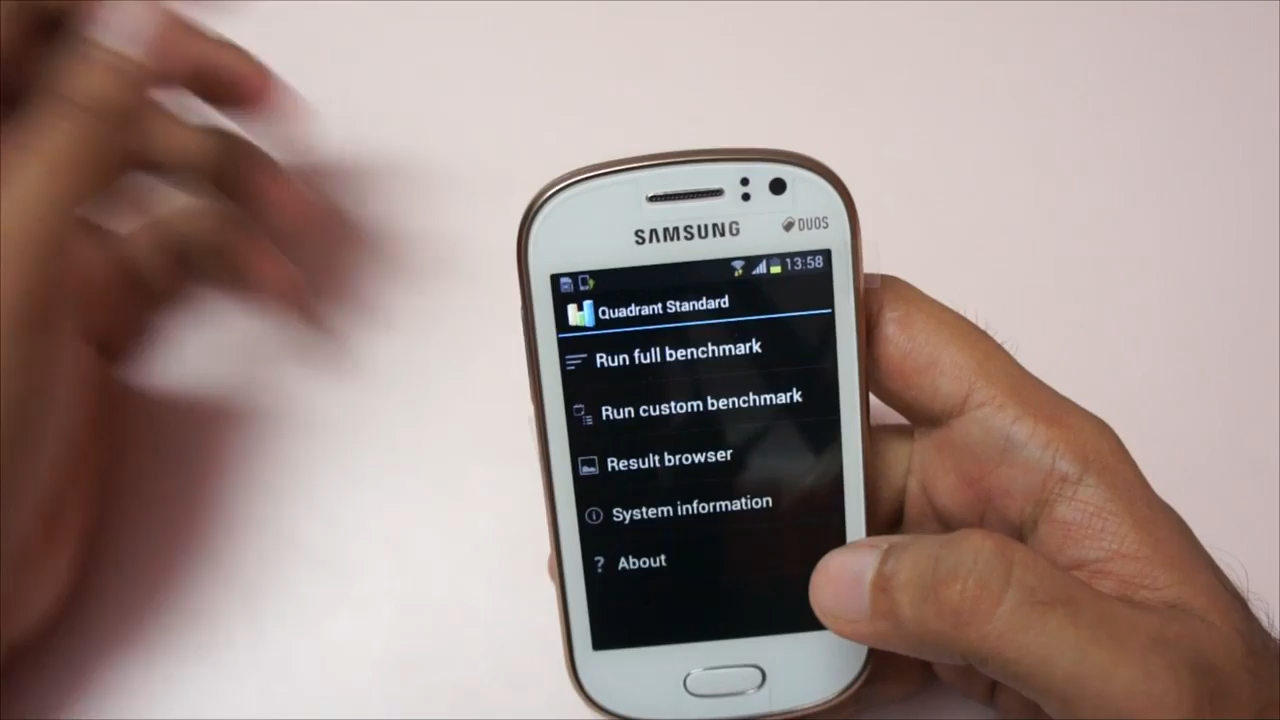 SAMSUNG
DUOS
13:58
Quadrant Standard
Run full benchmark
Run custom benchmark
Result browser
System information
? About